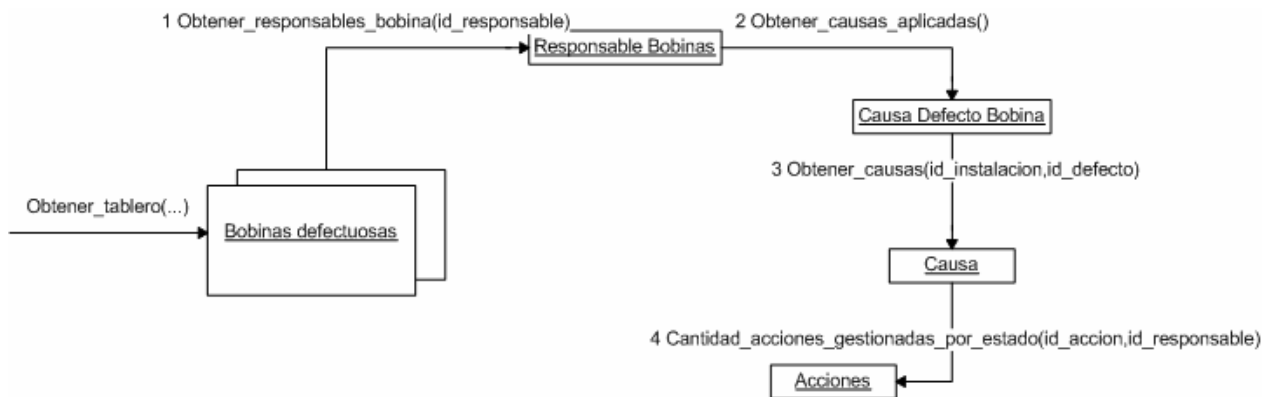 1 Obtener_responsables_bobina(id_responsable)
2 Obtener_causas_aplicadas()
Responsable Bobinas
Causa Defecto Bobina
3 Obtener_causas(id_instalacion,id_defecto)
Obtener_tablero(...)
Bobinas defectuosas
Causa
4 Cantidad_acciones_gestionadas_por_estado(id_accion,id_responsable)
Acciones